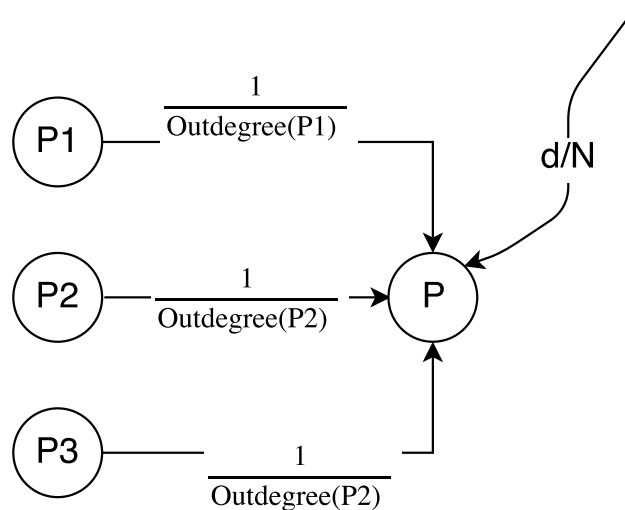 1
P1
Outdegree(P1)
d/N
1
P2
P
Outdegree(P2)
1
P3
Outdegree(P2)